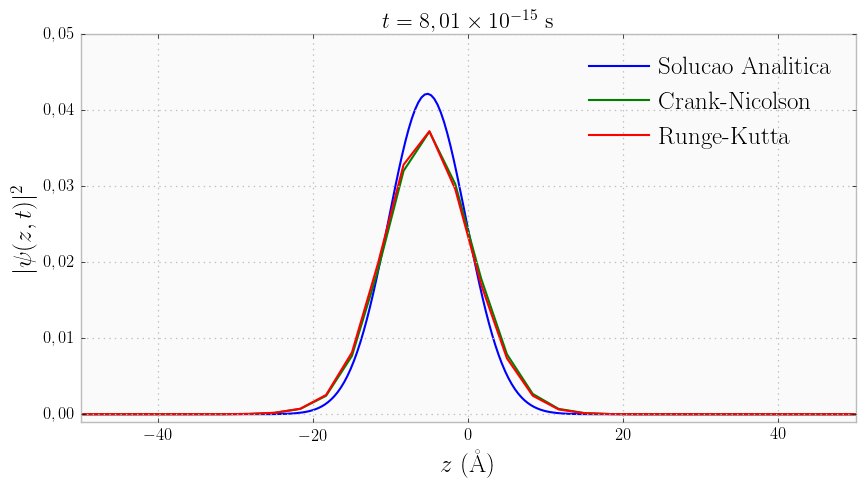 t = 8,01 × 10⁻¹⁵ s
0,05
0,04
0,03
0,02
0,01
0,00
|ψ(z, t)|²
Solucao Analitica
Crank-Nicolson
Runge-Kutta
−40 −20 0 20 40
z (Å)